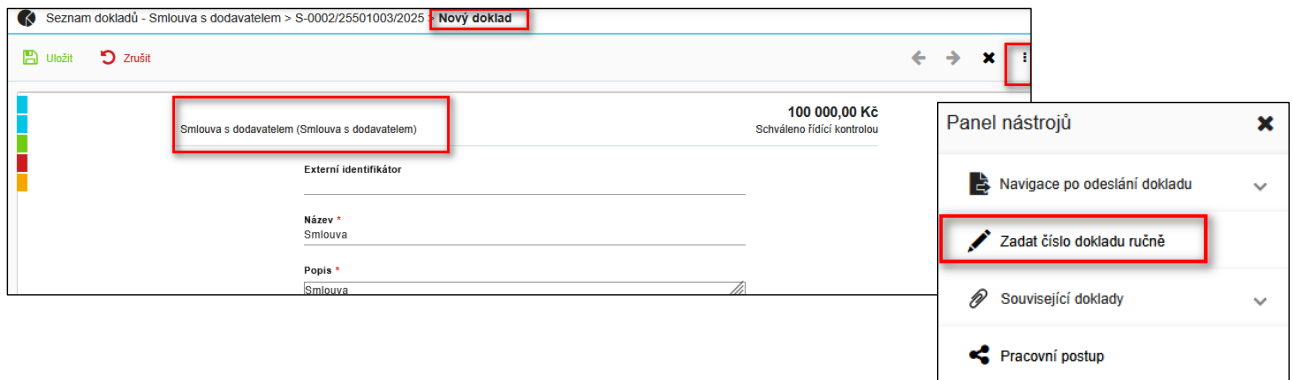 Seznam dokladů - Smlouva s dodavatelem > S-0002/25501003/2025 > Nový doklad
Uložit Zrušit
100 000,00 Kč
Smlouva s dodavatelem (Smlouva s dodavatelem)
Schváleno řídící kontrolou
Externí identifikátor
Název *
Smlouva
Popis *
Smlouva
Panel nástrojů
Navigace po odeslání dokladu
Zadat číslo dokladu ručně
Související doklady
Pracovní postup